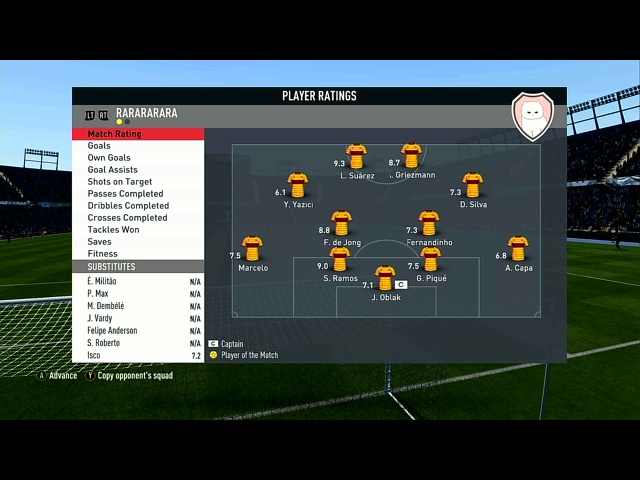 PLAYER RATINGS
LT RT RARARARARA
Match Rating
Goals
Own Goals
Goal Assists
Shots on Target
Passes Completed
Dribbles Completed
Crosses Completed
Tackles Won
Saves
Fitness
SUBSTITUTES
É. Militão N/A
P. Max N/A
M. Dembélé N/A
J. Vardy N/A
Felipe Anderson N/A
S. Roberto N/A
Isco 7.2
9.3 8.7
L. Suárez Griezmann
6.1 7.3
Y. Yazıcı D. Silva
8.8 7.3
F. de Jong Fernandinho
7.5 6.8
Marcelo A. Capa
9.0 7.5
S. Ramos G. Piqué
7.1 C
J. Oblak
C Captain
Player of the Match
A Advance Y Copy opponent's squad